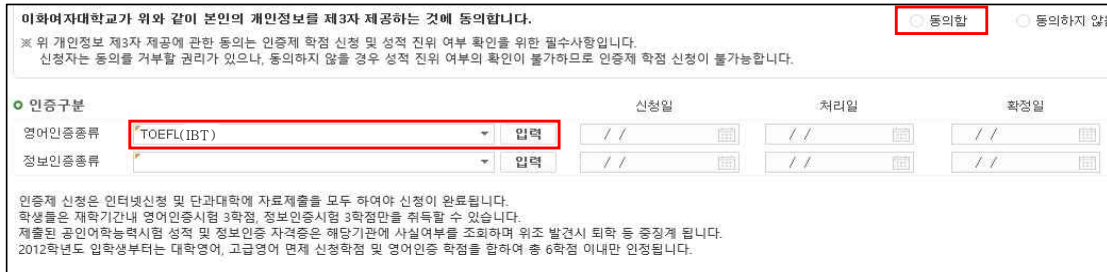 이화여자대학교가 위와 같이 본인의 개인정보를 제3자 제공하는 것에 동의합니다. 동의함 동의하지 않
※ 위 개인정보 제3자 제공에 관한 동의는 인증제 학점 신청 및 성적 진위 여부 확인을 위한 필수사항입니다.
신청자는 동의를 거부할 권리가 있으나, 동의하지 않을 경우 성적 진위 여부의 확인이 불가하므로 인증제 학점 신청이 불가능합니다.
인증구분 신청일 처리일 확정일
영어인증종류 TOEFL(IBT) 입력 / / / / / /
정보인증종류 입력 / / / / / /
인증제 신청은 인터넷신청 및 단과대학에 자료제출을 모두 하여야 신청이 완료됩니다.
학생들은 재학기간내 영어인증시험 3학점, 정보인증시험 3학점만을 취득할 수 있습니다.
제출된 공인어학능력시험 성적 및 정보인증 자격증은 해당기관에 사실여부를 조회하며 위조 발견시 퇴학 등 중징계 됩니다.
2012학년도 입학생부터는 대학영어, 고급영어 면제 신청학점 및 영어인증 학점을 합하여 총 6학점 이내만 인정됩니다.